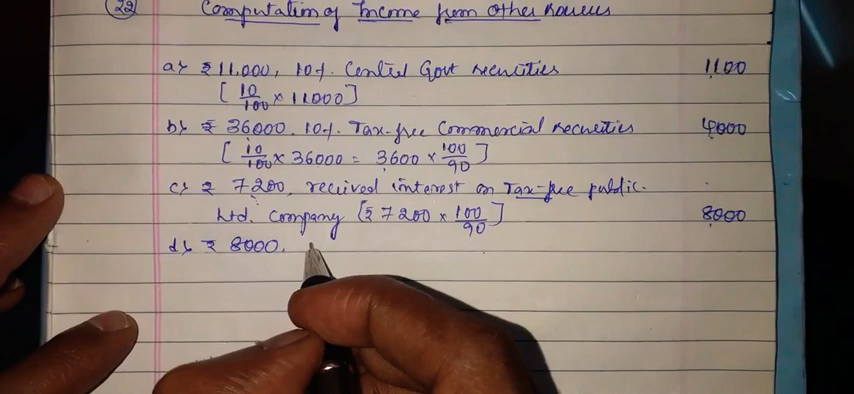 22 Computation of Income from Other Sources
a> ₹ 11,000, 10%. Central Govt securities 1100
[10/100 × 11000]
b> ₹ 36000. 10%. Tax-free Commercial securities 4000
[10/100 × 36000 = 3600 × 100/90]
c> ₹ 7200, received interest on Tax-free public.
Ltd. Company [₹ 7200 × 100/90] 8000
d> ₹ 8000.